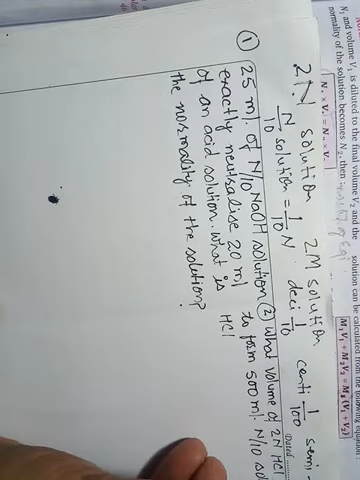 N₁ and volume V₁ is diluted to the final volume V₂ and the
normality of the solution becomes N₂, then
N₁ × V₁ = N₂ × V₂
solution can be calculated from the following equation
M₁V₁ + M₂V₂ = M₃(V₁ + V₂)
Dated
2N solution 2M solution
N/10 solution = 1/10 N deci 1/10 centi 1/100 semi-
① 25 ml of N/10 NaOH solution
exactly neutralise 20 ml
of an acid solution. What is
the normality of the solution?
② What volume of 2N HCl
to form 500 ml. N/10
HCl